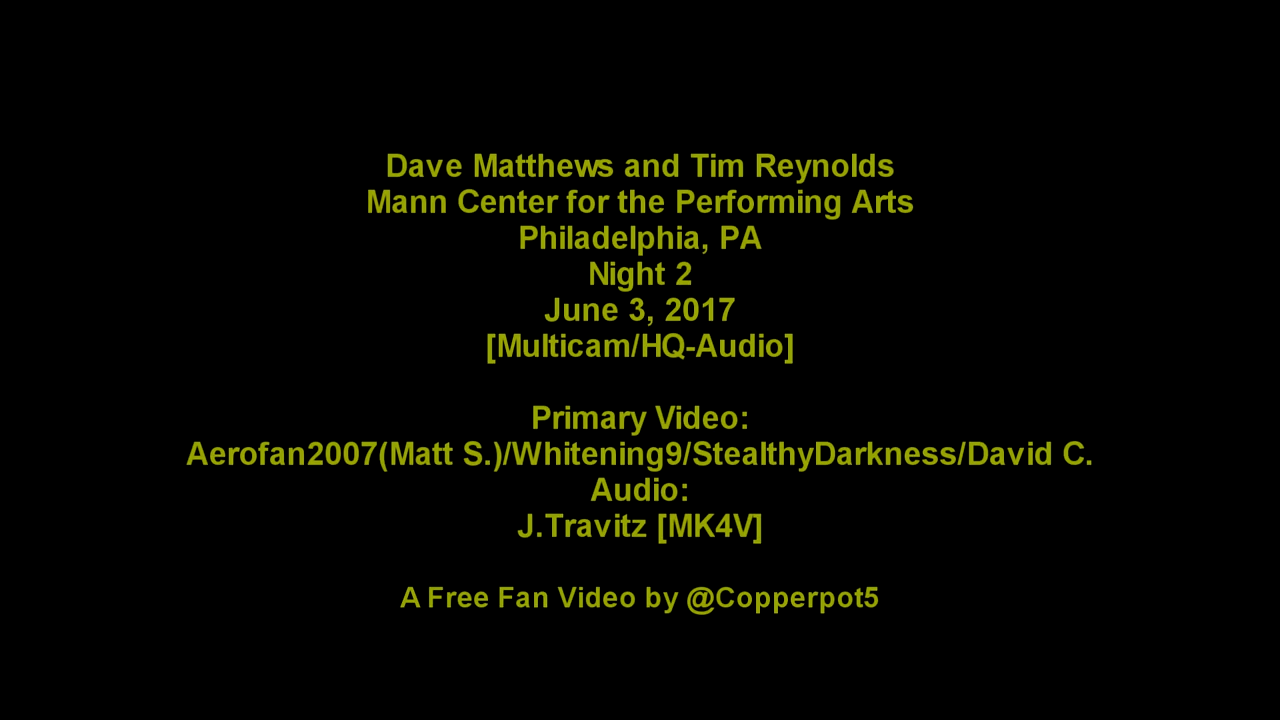 Dave Matthews and Tim Reynolds
Mann Center for the Performing Arts
Philadelphia, PA
Night 2
June 3, 2017
[Multicam/HQ-Audio]
Primary Video:
Aerofan2007(Matt S.)/Whitening9/StealthyDarkness/David C.
Audio:
J.Travitz [MK4V]
A Free Fan Video by @Copperpot5